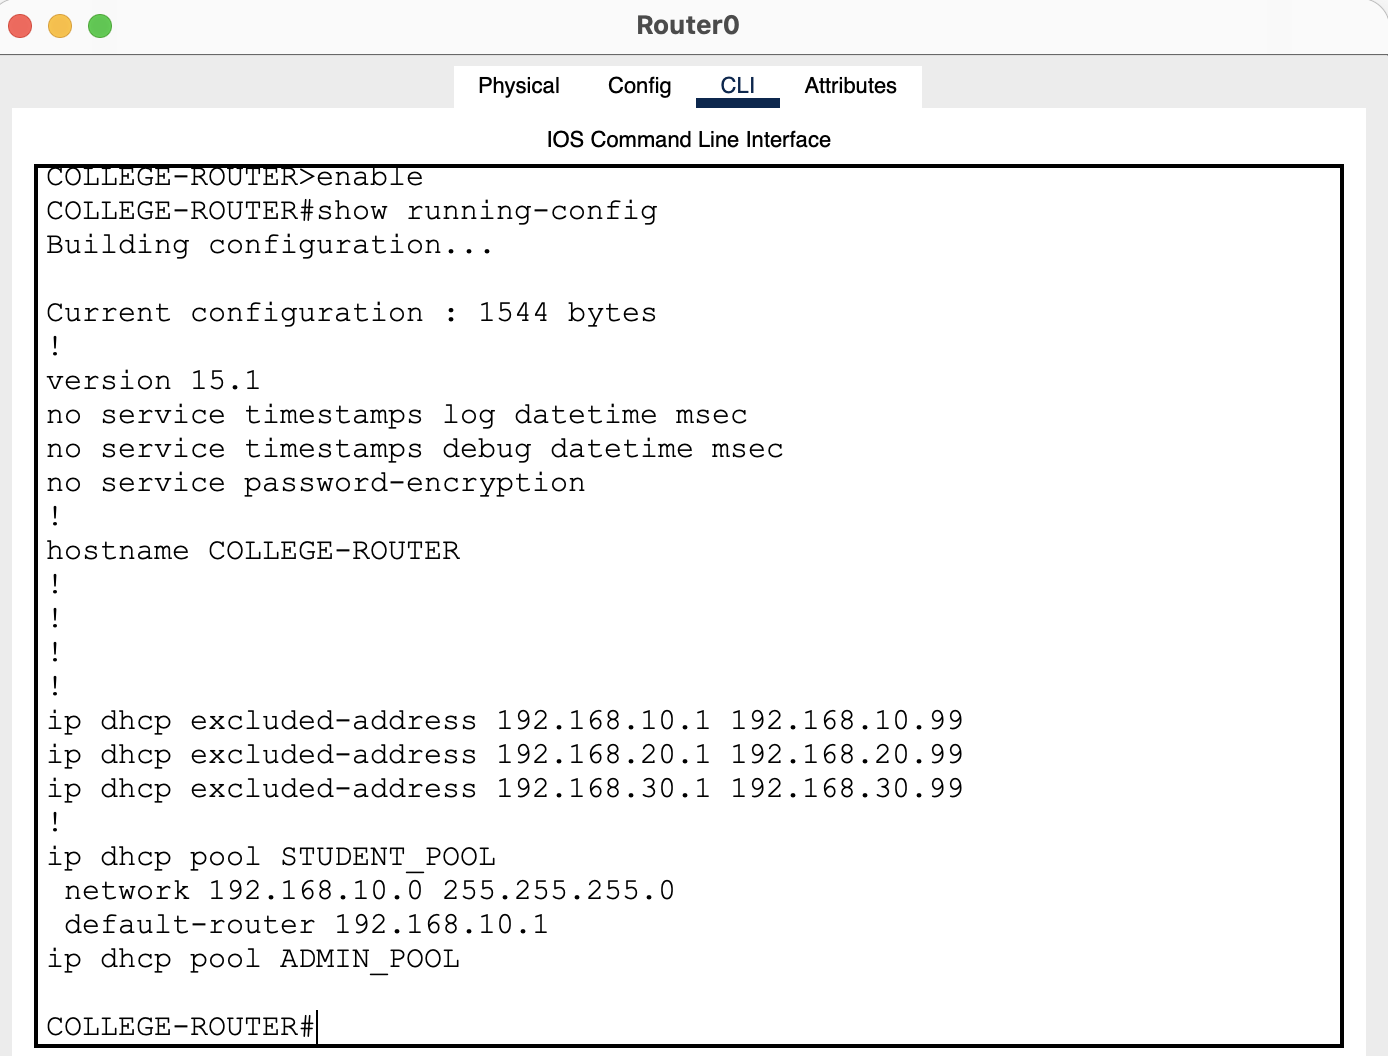 Router0
Physical Config CLI Attributes
IOS Command Line Interface
COLLEGE-ROUTER>enable
COLLEGE-ROUTER#show running-config
Building configuration...
Current configuration : 1544 bytes
!
version 15.1
no service timestamps log datetime msec
no service timestamps debug datetime msec
no service password-encryption
!
hostname COLLEGE-ROUTER
!
!
!
!
ip dhcp excluded-address 192.168.10.1 192.168.10.99
ip dhcp excluded-address 192.168.20.1 192.168.20.99
ip dhcp excluded-address 192.168.30.1 192.168.30.99
!
ip dhcp pool STUDENT_POOL
 network 192.168.10.0 255.255.255.0
 default-router 192.168.10.1
ip dhcp pool ADMIN_POOL
COLLEGE-ROUTER#